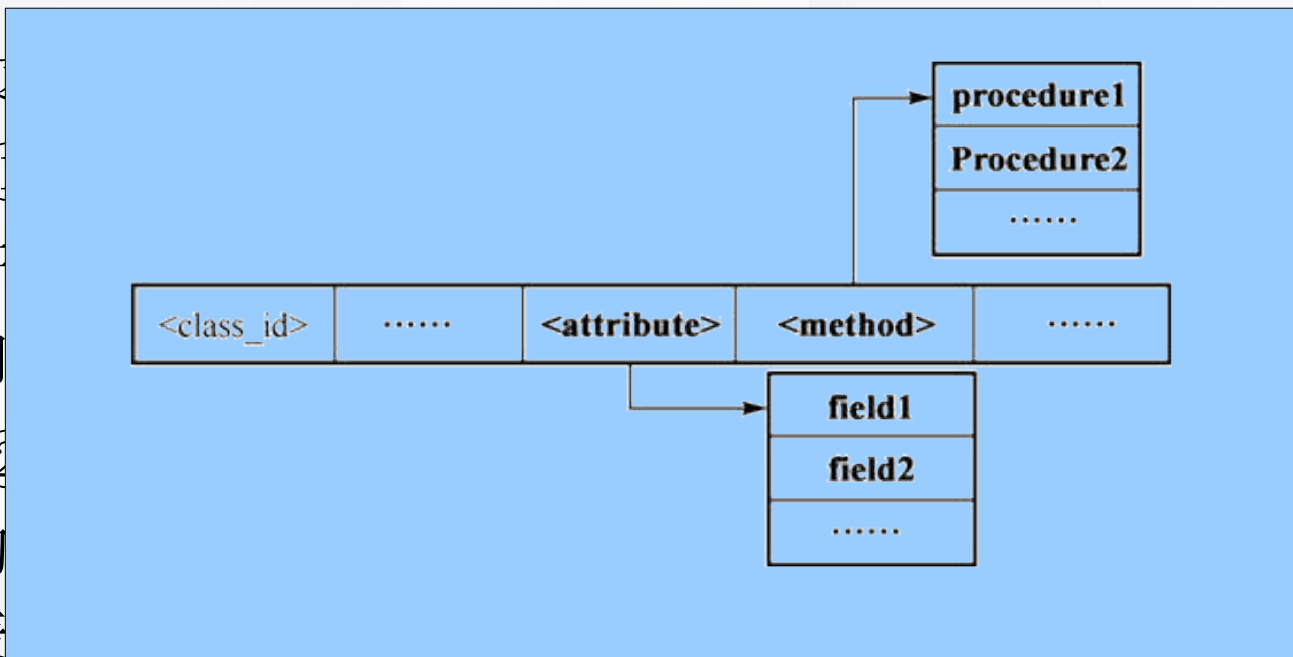 procedure1
Procedure2
······
<class_id> ······ <attribute> <method> ······
field1
field2
······